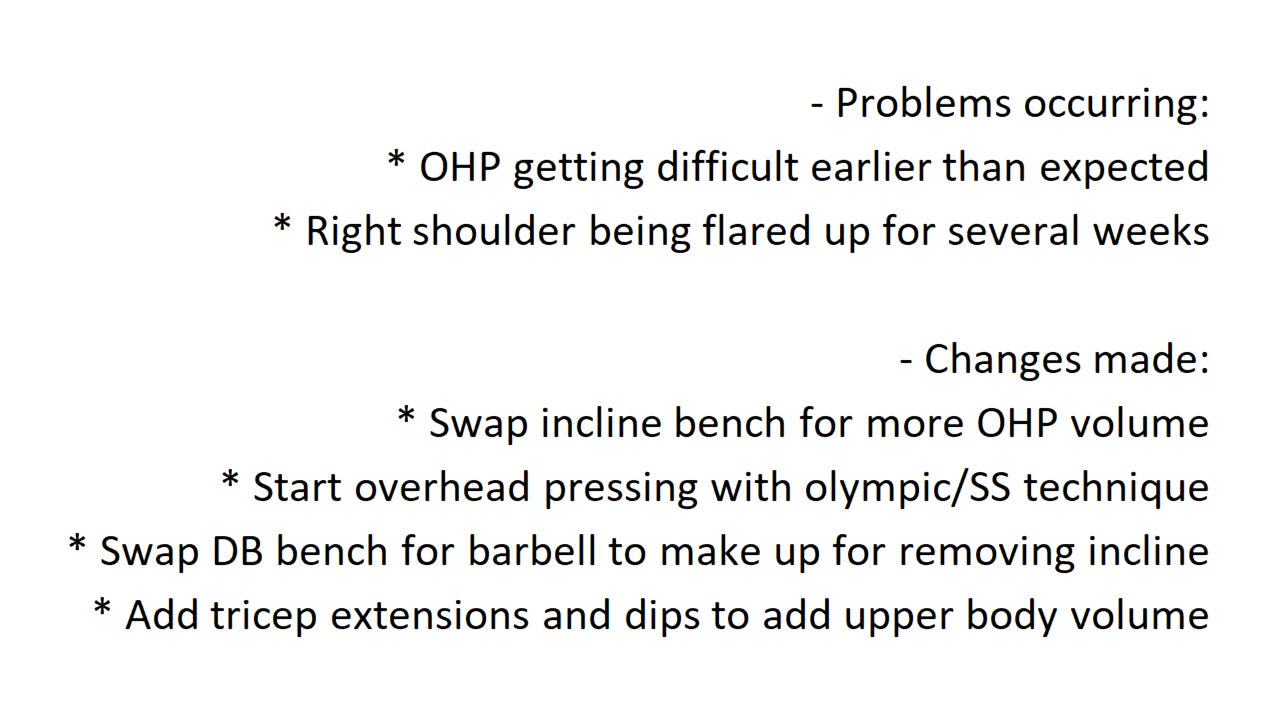 - Problems occurring:
* OHP getting difficult earlier than expected
* Right shoulder being flared up for several weeks
- Changes made:
* Swap incline bench for more OHP volume
* Start overhead pressing with olympic/SS technique
* Swap DB bench for barbell to make up for removing incline
* Add tricep extensions and dips to add upper body volume